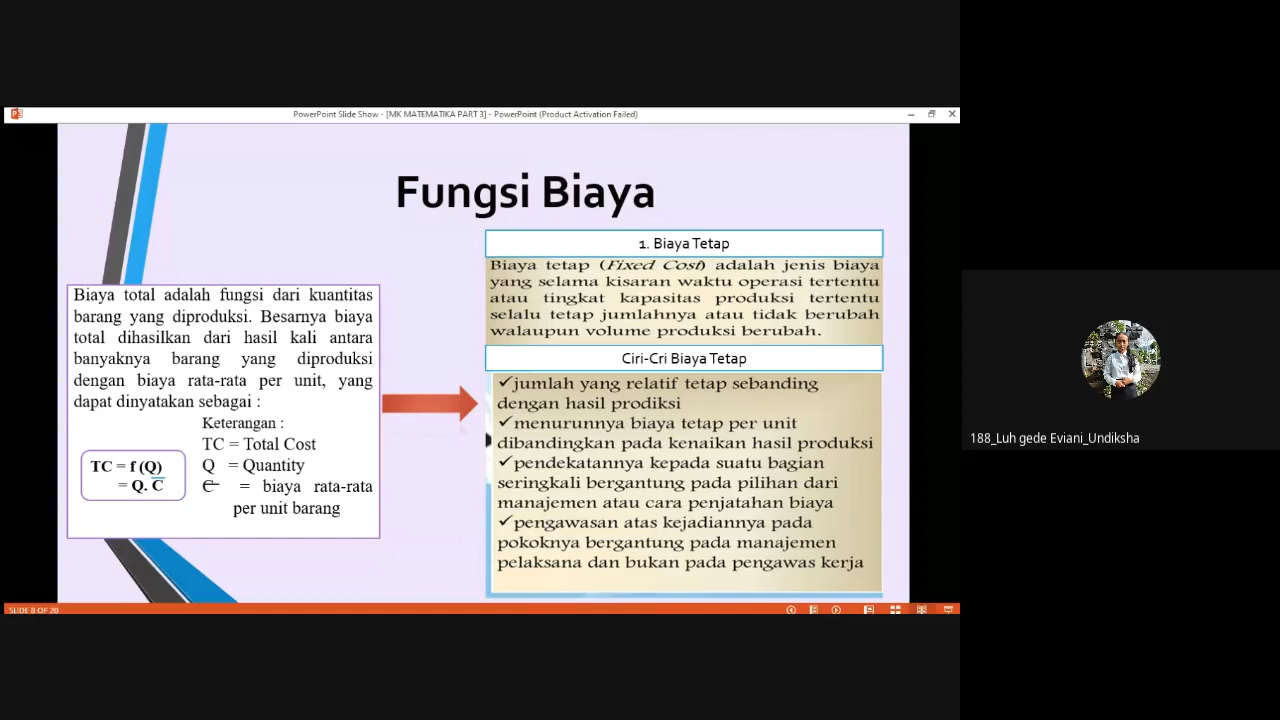 PowerPoint Slide Show - [MK MATEMATIKA PART 3] - PowerPoint (Product Activation Failed)
Fungsi Biaya
Biaya total adalah fungsi dari kuantitas
barang yang diproduksi. Besarnya biaya
total dihasilkan dari hasil kali antara
banyaknya barang yang diproduksi
dengan biaya rata-rata per unit, yang
dapat dinyatakan sebagai :
Keterangan :
TC = Total Cost
Q = Quantity
C̅ = biaya rata-rata
per unit barang
TC = f (Q)
= Q. C̅
1. Biaya Tetap
Biaya tetap (Fixed Cost) adalah jenis biaya
yang selama kisaran waktu operasi tertentu
atau tingkat kapasitas produksi tertentu
selalu tetap jumlahnya atau tidak berubah
walaupun volume produksi berubah.
Ciri-Cri Biaya Tetap
✓jumlah yang relatif tetap sebanding
dengan hasil prodiksi
✓menurunnya biaya tetap per unit
dibandingkan pada kenaikan hasil produksi
✓pendekatannya kepada suatu bagian
seringkali bergantung pada pilihan dari
manajemen atau cara penjatahan biaya
✓pengawasan atas kejadiannya pada
pokoknya bergantung pada manajemen
pelaksana dan bukan pada pengawas kerja
SLIDE 8 OF 20
188_Luh gede Eviani_Undiksha